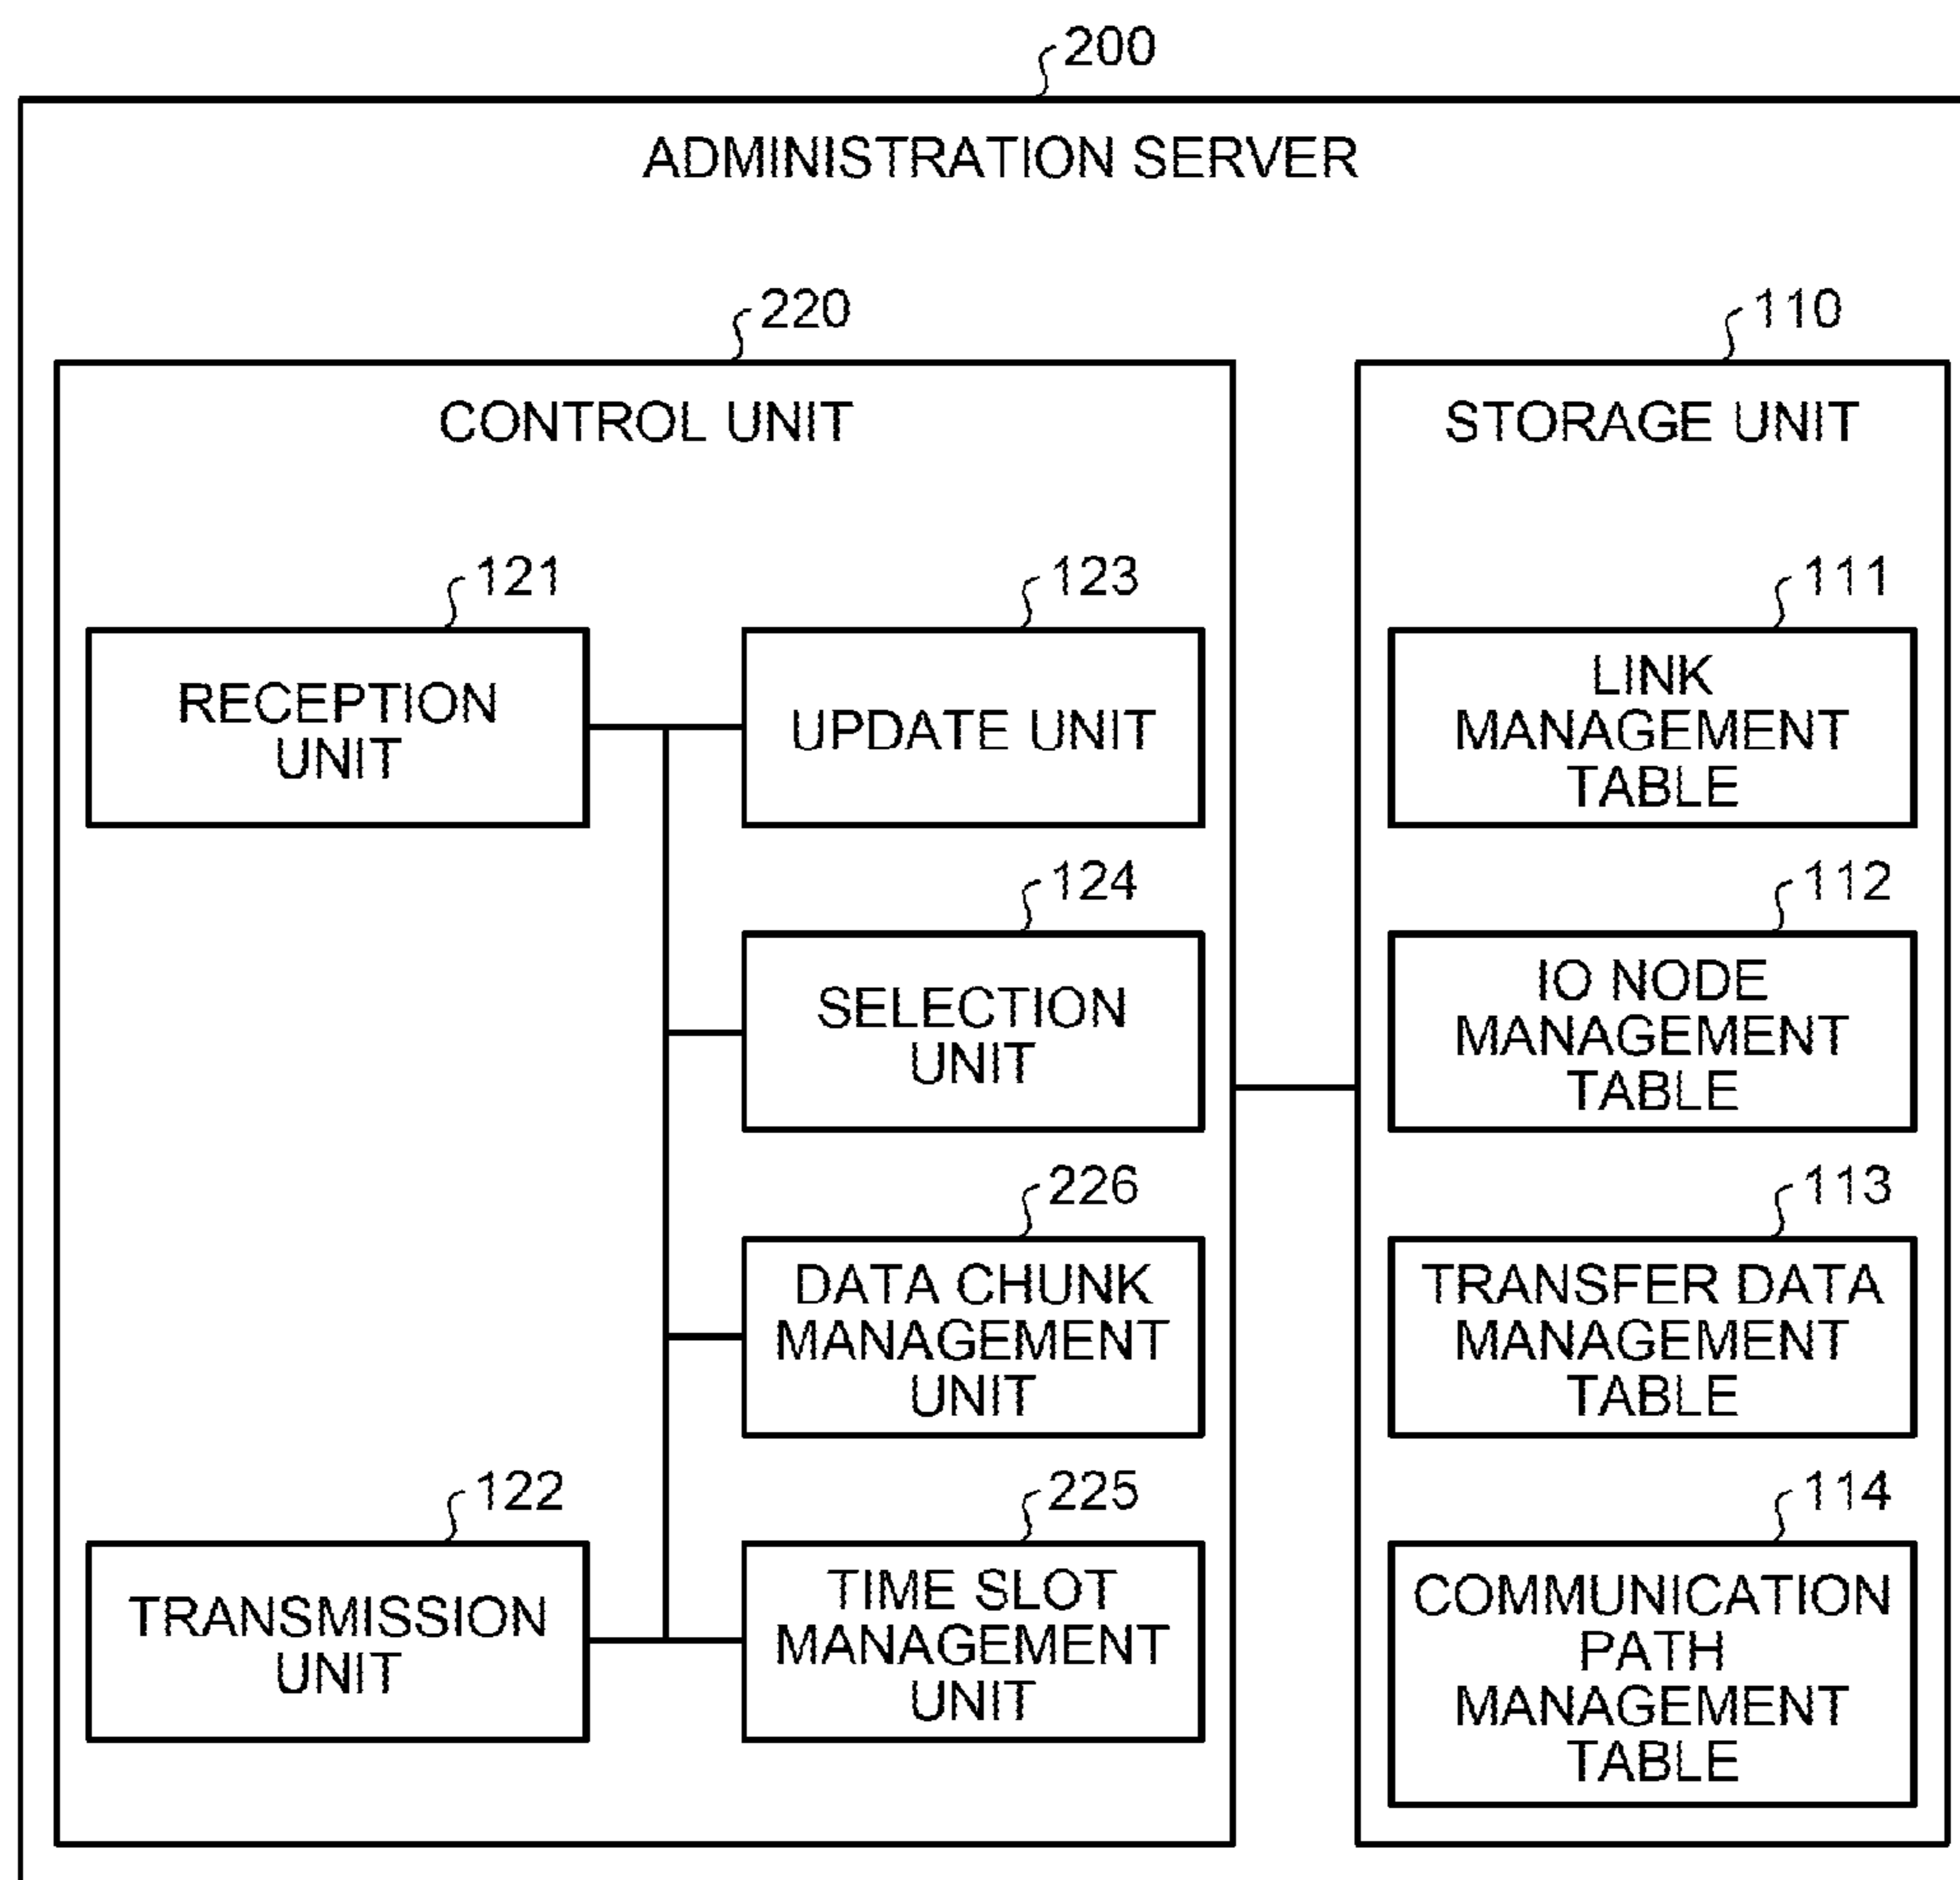 200
ADMINISTRATION SERVER
220
CONTROL UNIT
121
RECEPTION
UNIT
123
UPDATE UNIT
124
SELECTION
UNIT
226
DATA CHUNK
MANAGEMENT
UNIT
122
TRANSMISSION
UNIT
225
TIME SLOT
MANAGEMENT
UNIT
110
STORAGE UNIT
111
LINK
MANAGEMENT
TABLE
112
IO NODE
MANAGEMENT
TABLE
113
TRANSFER DATA
MANAGEMENT
TABLE
114
COMMUNICATION
PATH
MANAGEMENT
TABLE